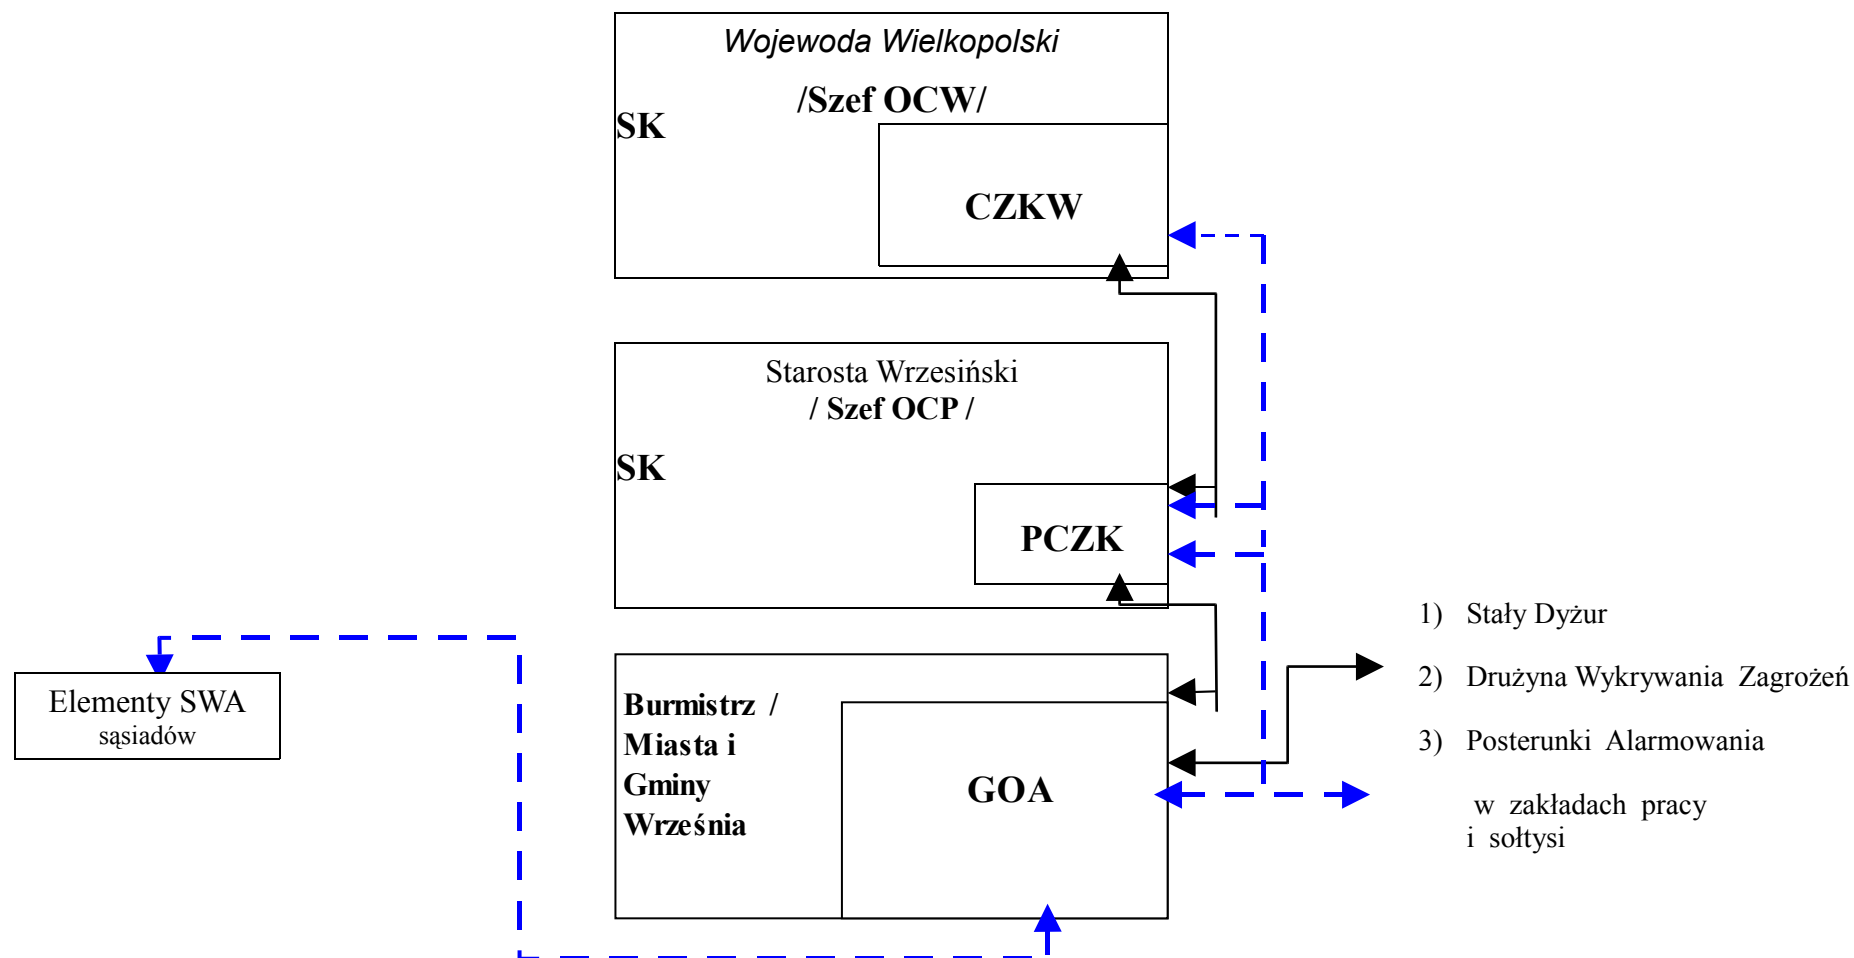 Wojewoda Wielkopolski
/Szef OCW/
SK
CZKW
Starosta Wrzesiński
/ Szef OCP /
SK
PCZK
Elementy SWA
sąsiadów
Burmistrz /
Miasta i
Gminy
Września
GOA
1) Stały Dyżur
2) Drużyna Wykrywania Zagrożeń
3) Posterunki Alarmowania
w zakładach pracy
i sołtysi